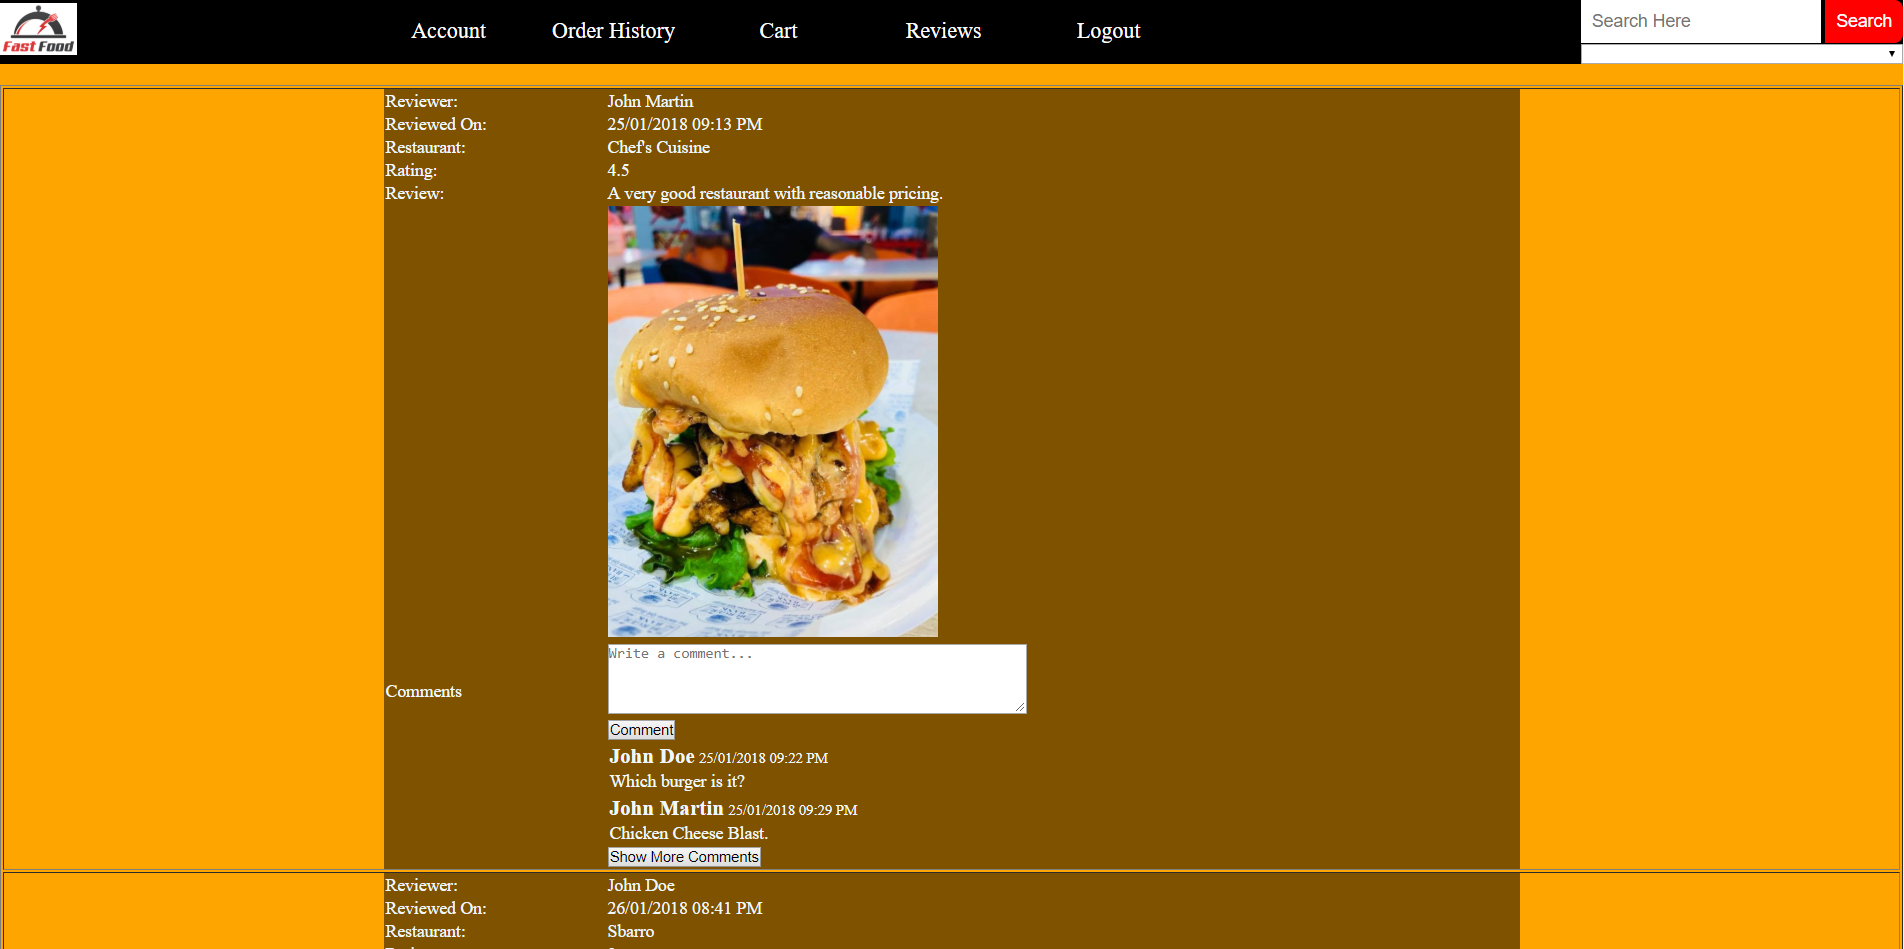 Fast Food
Account Order History Cart Reviews Logout
Search Here Search
Reviewer: John Martin
Reviewed On: 25/01/2018 09:13 PM
Restaurant: Chef's Cuisine
Rating: 4.5
Review: A very good restaurant with reasonable pricing.
Write a comment...
Comments
Comment
John Doe 25/01/2018 09:22 PM
Which burger is it?
John Martin 25/01/2018 09:29 PM
Chicken Cheese Blast.
Show More Comments
Reviewer: John Doe
Reviewed On: 26/01/2018 08:41 PM
Restaurant: Sbarro